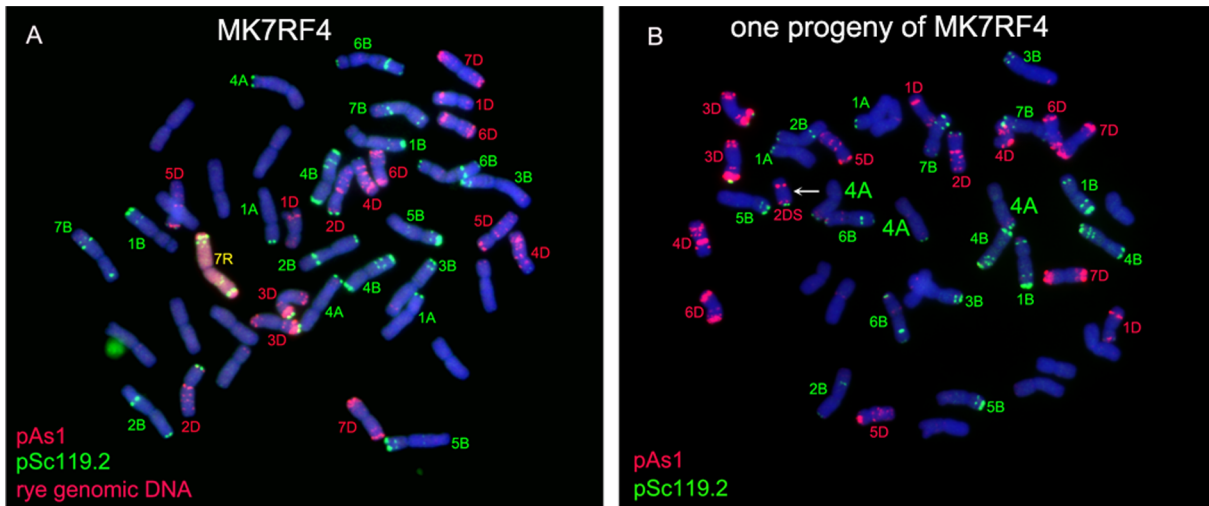 A
MK7RF4
6B
7D
4A
1D
7B
6D
1B
6B
4B
5D
6D
3B
4D
1A
1D
2D
5B
5D
7B
1B
4D
7R
2B
3B
3D
4B
4A
1A
3D
2B
2D
7D
5B
pAs1
pSc119.2
rye genomic DNA
B
one progeny of MK7RF4
3B
3D
1A
1D
2B
7B
6D
7D
3D
1A
5D
7B
4D
2D
1B
4A
5B
2DS
4A
4A
6B
4B
4B
4D
7D
1B
3B
6D
6B
1D
2B
5B
5D
pAs1
pSc119.2